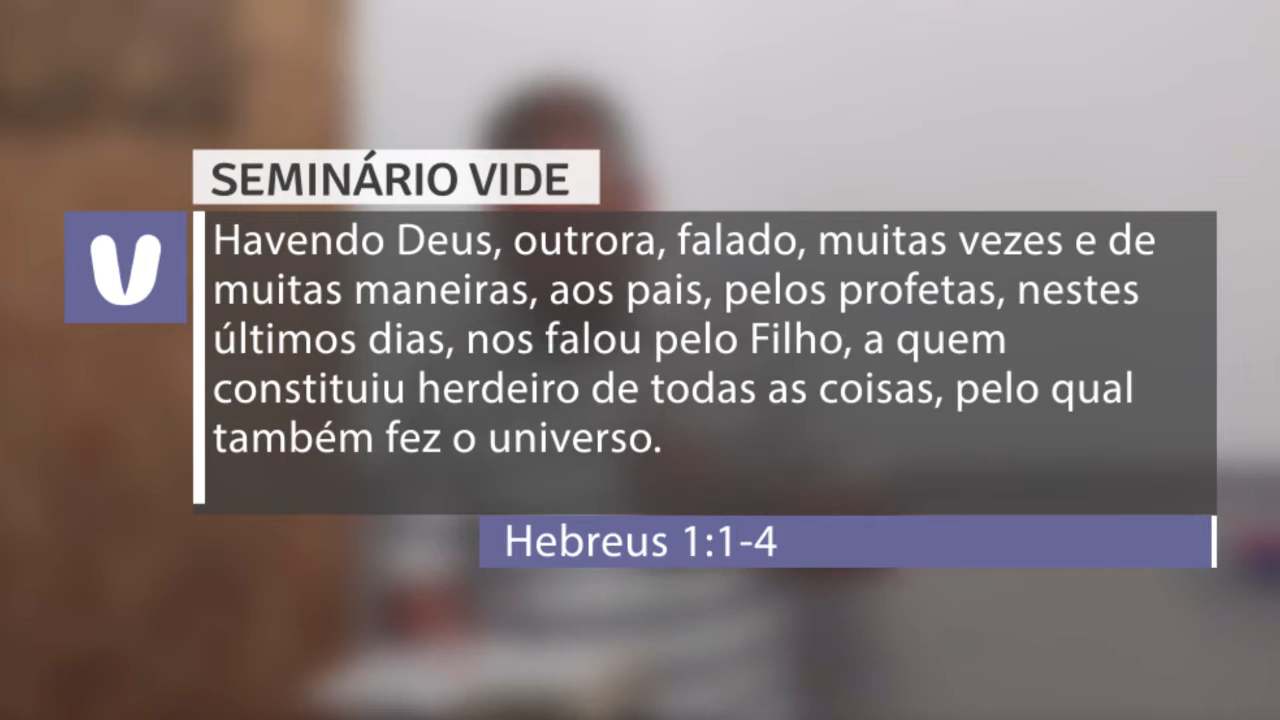 SEMINÁRIO VIDE
Havendo Deus, outrora, falado, muitas vezes e de
muitas maneiras, aos pais, pelos profetas, nestes
últimos dias, nos falou pelo Filho, a quem
constituiu herdeiro de todas as coisas, pelo qual
também fez o universo.
Hebreus 1:1-4